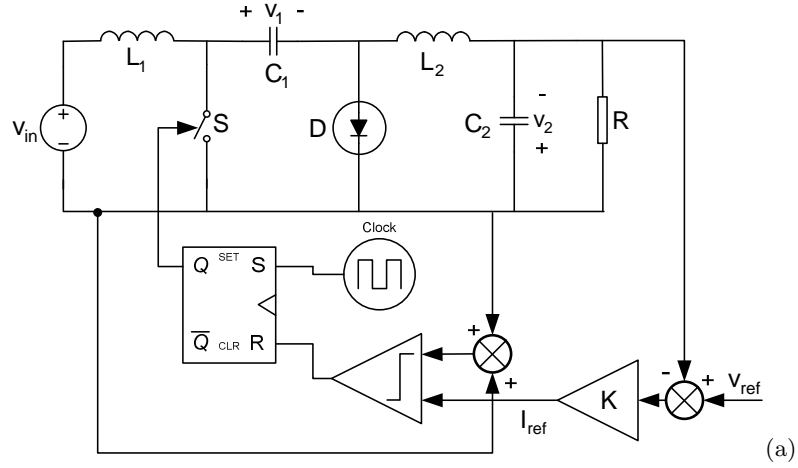 + v1 -
L1
C1
L2
+
vin
-
S
D
C2
-
v2
+
R
Clock
Q SET S
Q CLR R
+
+
K
Iref
- +
vref
(a)